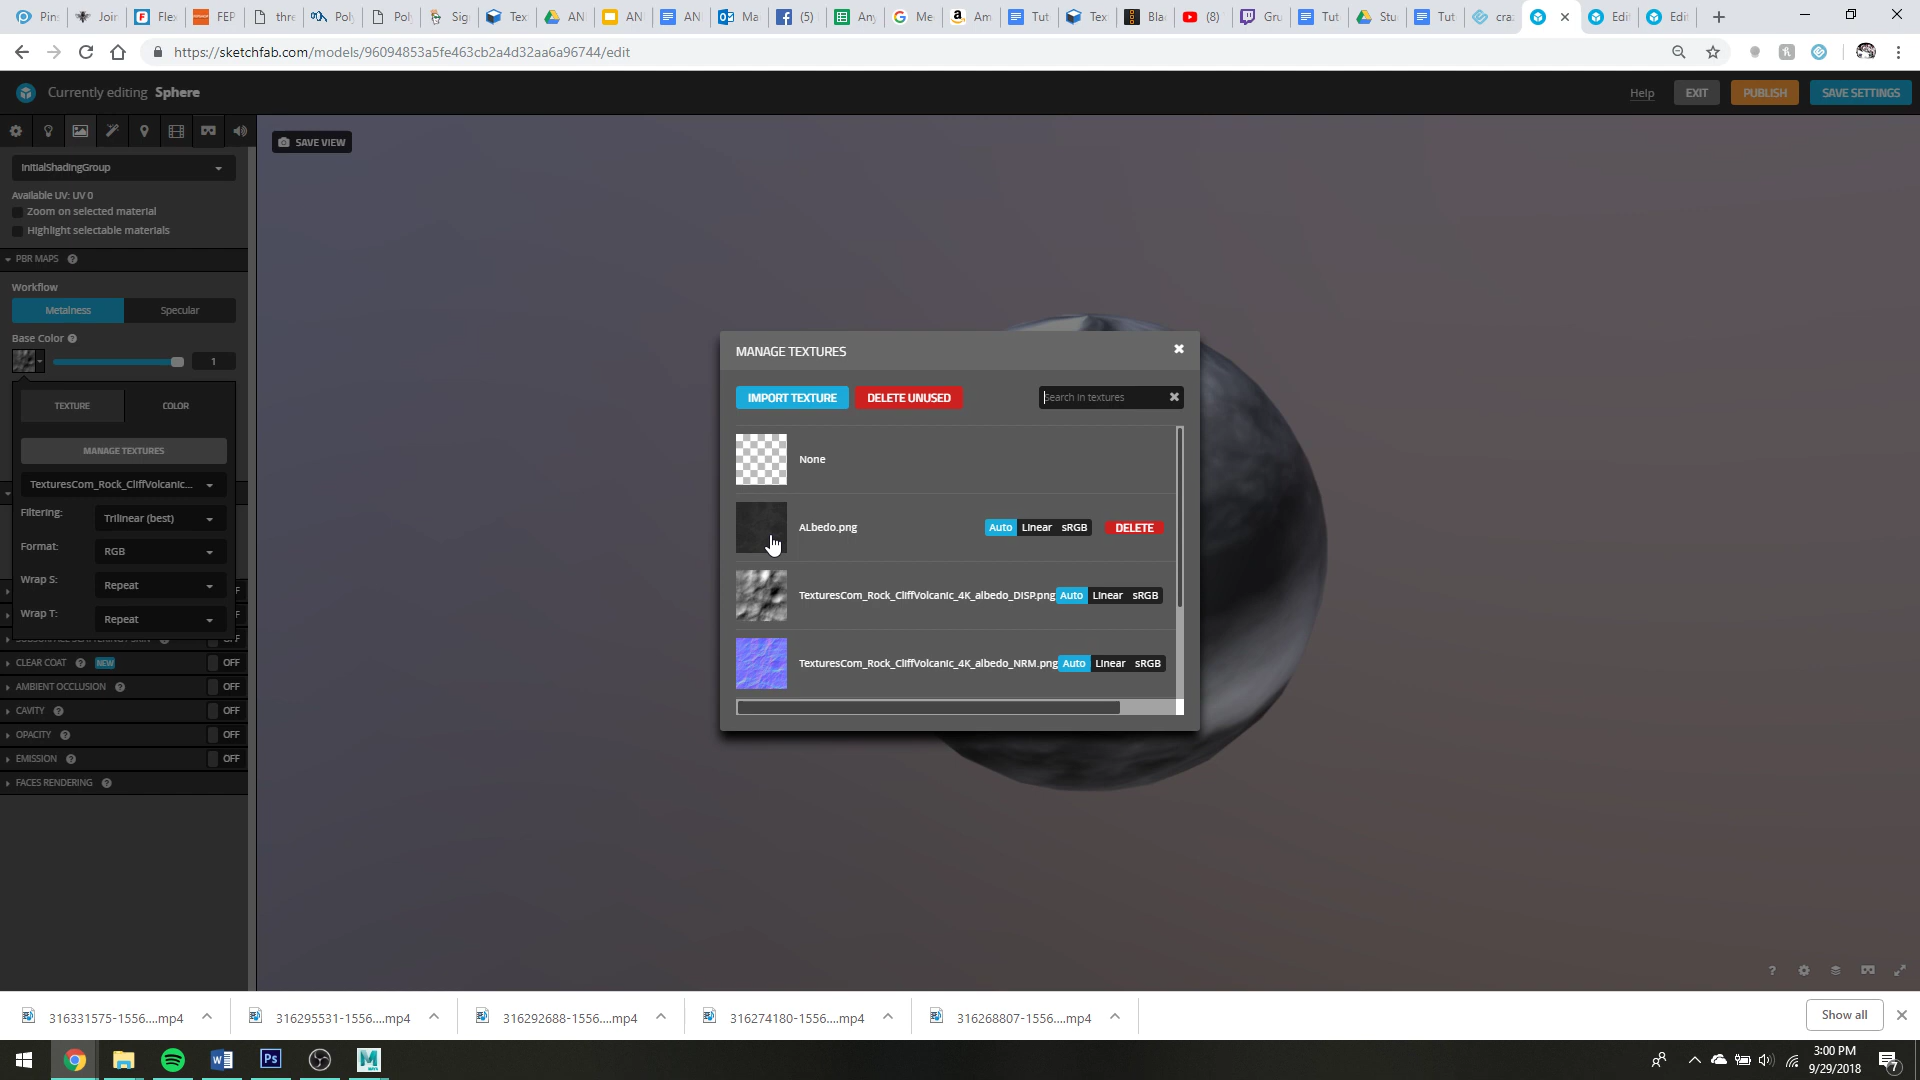 Pin
Join
Flex
FEP
thre
Poly
Poly
Sig
Tex
AN
AN
AN
Ma
(5)
Any
Me
Am
Tut
Tex
Bla
(8)
Gru
Tut
Stu
Tut
cra
Edi
Edi
https://sketchfab.com/models/96094853a5fe463cb2a4d32aa6a96744/edit
Currently editing Sphere
Help
EXIT
PUBLISH
SAVE SETTINGS
SAVE VIEW
InitialShadingGroup
Available UV: UV 0
Zoom on selected material
Highlight selectable materials
PBR MAPS ?
Workflow
Metalness
Specular
Base Color ?
1
TEXTURE
COLOR
MANAGE TEXTURES
TexturesCom_Rock_CliffVolcanic...
Filtering:
Trilinear (best)
Format:
RGB
Wrap S:
Repeat
Wrap T:
Repeat
CLEAR COAT ? NEW OFF
AMBIENT OCCLUSION ? OFF
CAVITY ? OFF
OPACITY ? OFF
EMISSION ? OFF
FACES RENDERING ?
MANAGE TEXTURES
IMPORT TEXTURE
DELETE UNUSED
Search in textures
None
ALbedo.png
Auto Linear sRGB
DELETE
TexturesCom_Rock_CliffVolcanic_4K_albedo_DISP.png
Auto Linear sRGB
TexturesCom_Rock_CliffVolcanic_4K_albedo_NRM.png
Auto Linear sRGB
316331575-1556....mp4
316295531-1556....mp4
316292688-1556....mp4
316274180-1556....mp4
316268807-1556....mp4
Show all
3:00 PM
9/29/2018
7